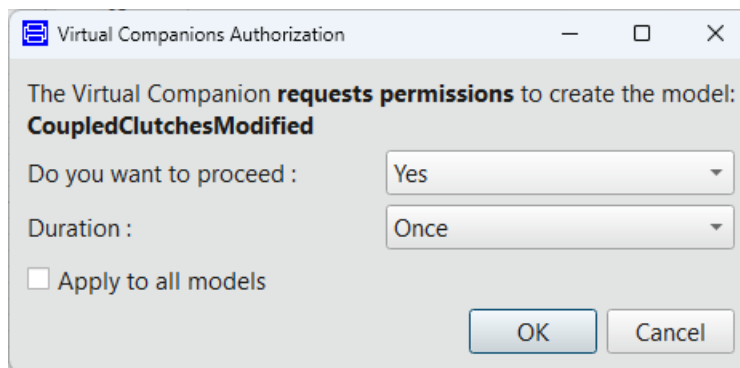 Virtual Companions Authorization
The Virtual Companion requests permissions to create the model:
CoupledClutchesModified
Do you want to proceed : Yes
Duration : Once
Apply to all models
OK Cancel